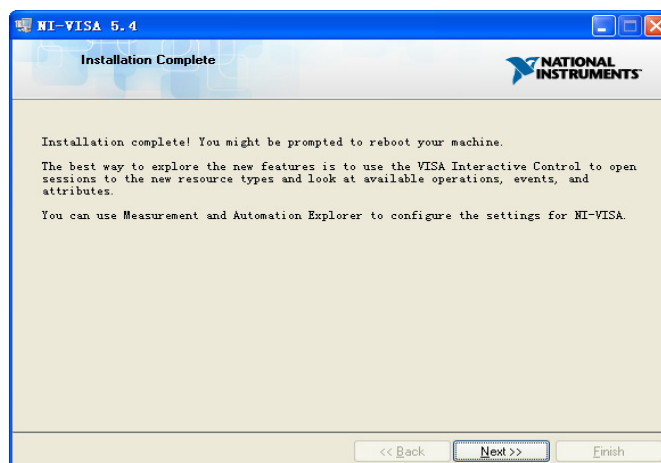 NI-VISA 5.4
Installation Complete
NATIONAL
INSTRUMENTS™
Installation complete! You might be prompted to reboot your machine.
The best way to explore the new features is to use the VISA Interactive Control to open
sessions to the new resource types and look at available operations, events, and
attributes.
You can use Measurement and Automation Explorer to configure the settings for NI-VISA.
<< Back
Next >>
Finish